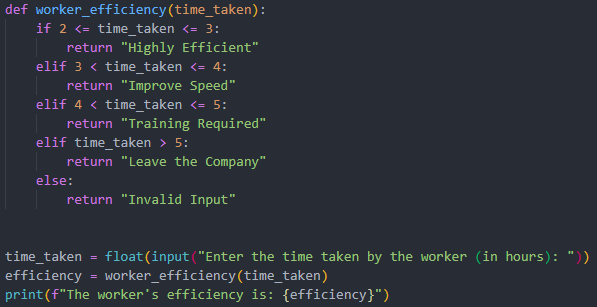 def worker_efficiency(time_taken):
    if 2 <= time_taken <= 3:
        return "Highly Efficient"
    elif 3 < time_taken <= 4:
        return "Improve Speed"
    elif 4 < time_taken <= 5:
        return "Training Required"
    elif time_taken > 5:
        return "Leave the Company"
    else:
        return "Invalid Input"
time_taken = float(input("Enter the time taken by the worker (in hours): "))
efficiency = worker_efficiency(time_taken)
print(f"The worker's efficiency is: {efficiency}")